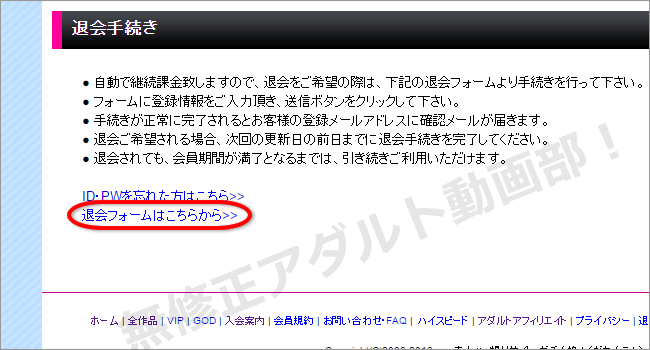 退会手続き
● 自動で継続課金致しますので、退会をご希望の際は、下記の退会フォームより手続きを行って下さい。
● フォームに登録情報をご入力頂き、送信ボタンをクリックして下さい。
● 手続きが正常に完了されるとお客様の登録メールアドレスに確認メールが届きます。
● 退会ご希望される場合、次回の更新日の前日までに退会手続きを完了してください。
● 退会されても、会員期間が満了となるまでは、引き続きご利用いただけます。
ID・PWを忘れた方はこちら>>
退会フォームはこちらから>>
無修正アダルト動画部!
ホーム | 全作品 | VIP | GOD | 入会案内 | 会員規約 | お問い合わせ・FAQ | ハイスピード | アダルトアフィリエイト | プライバシー | 退